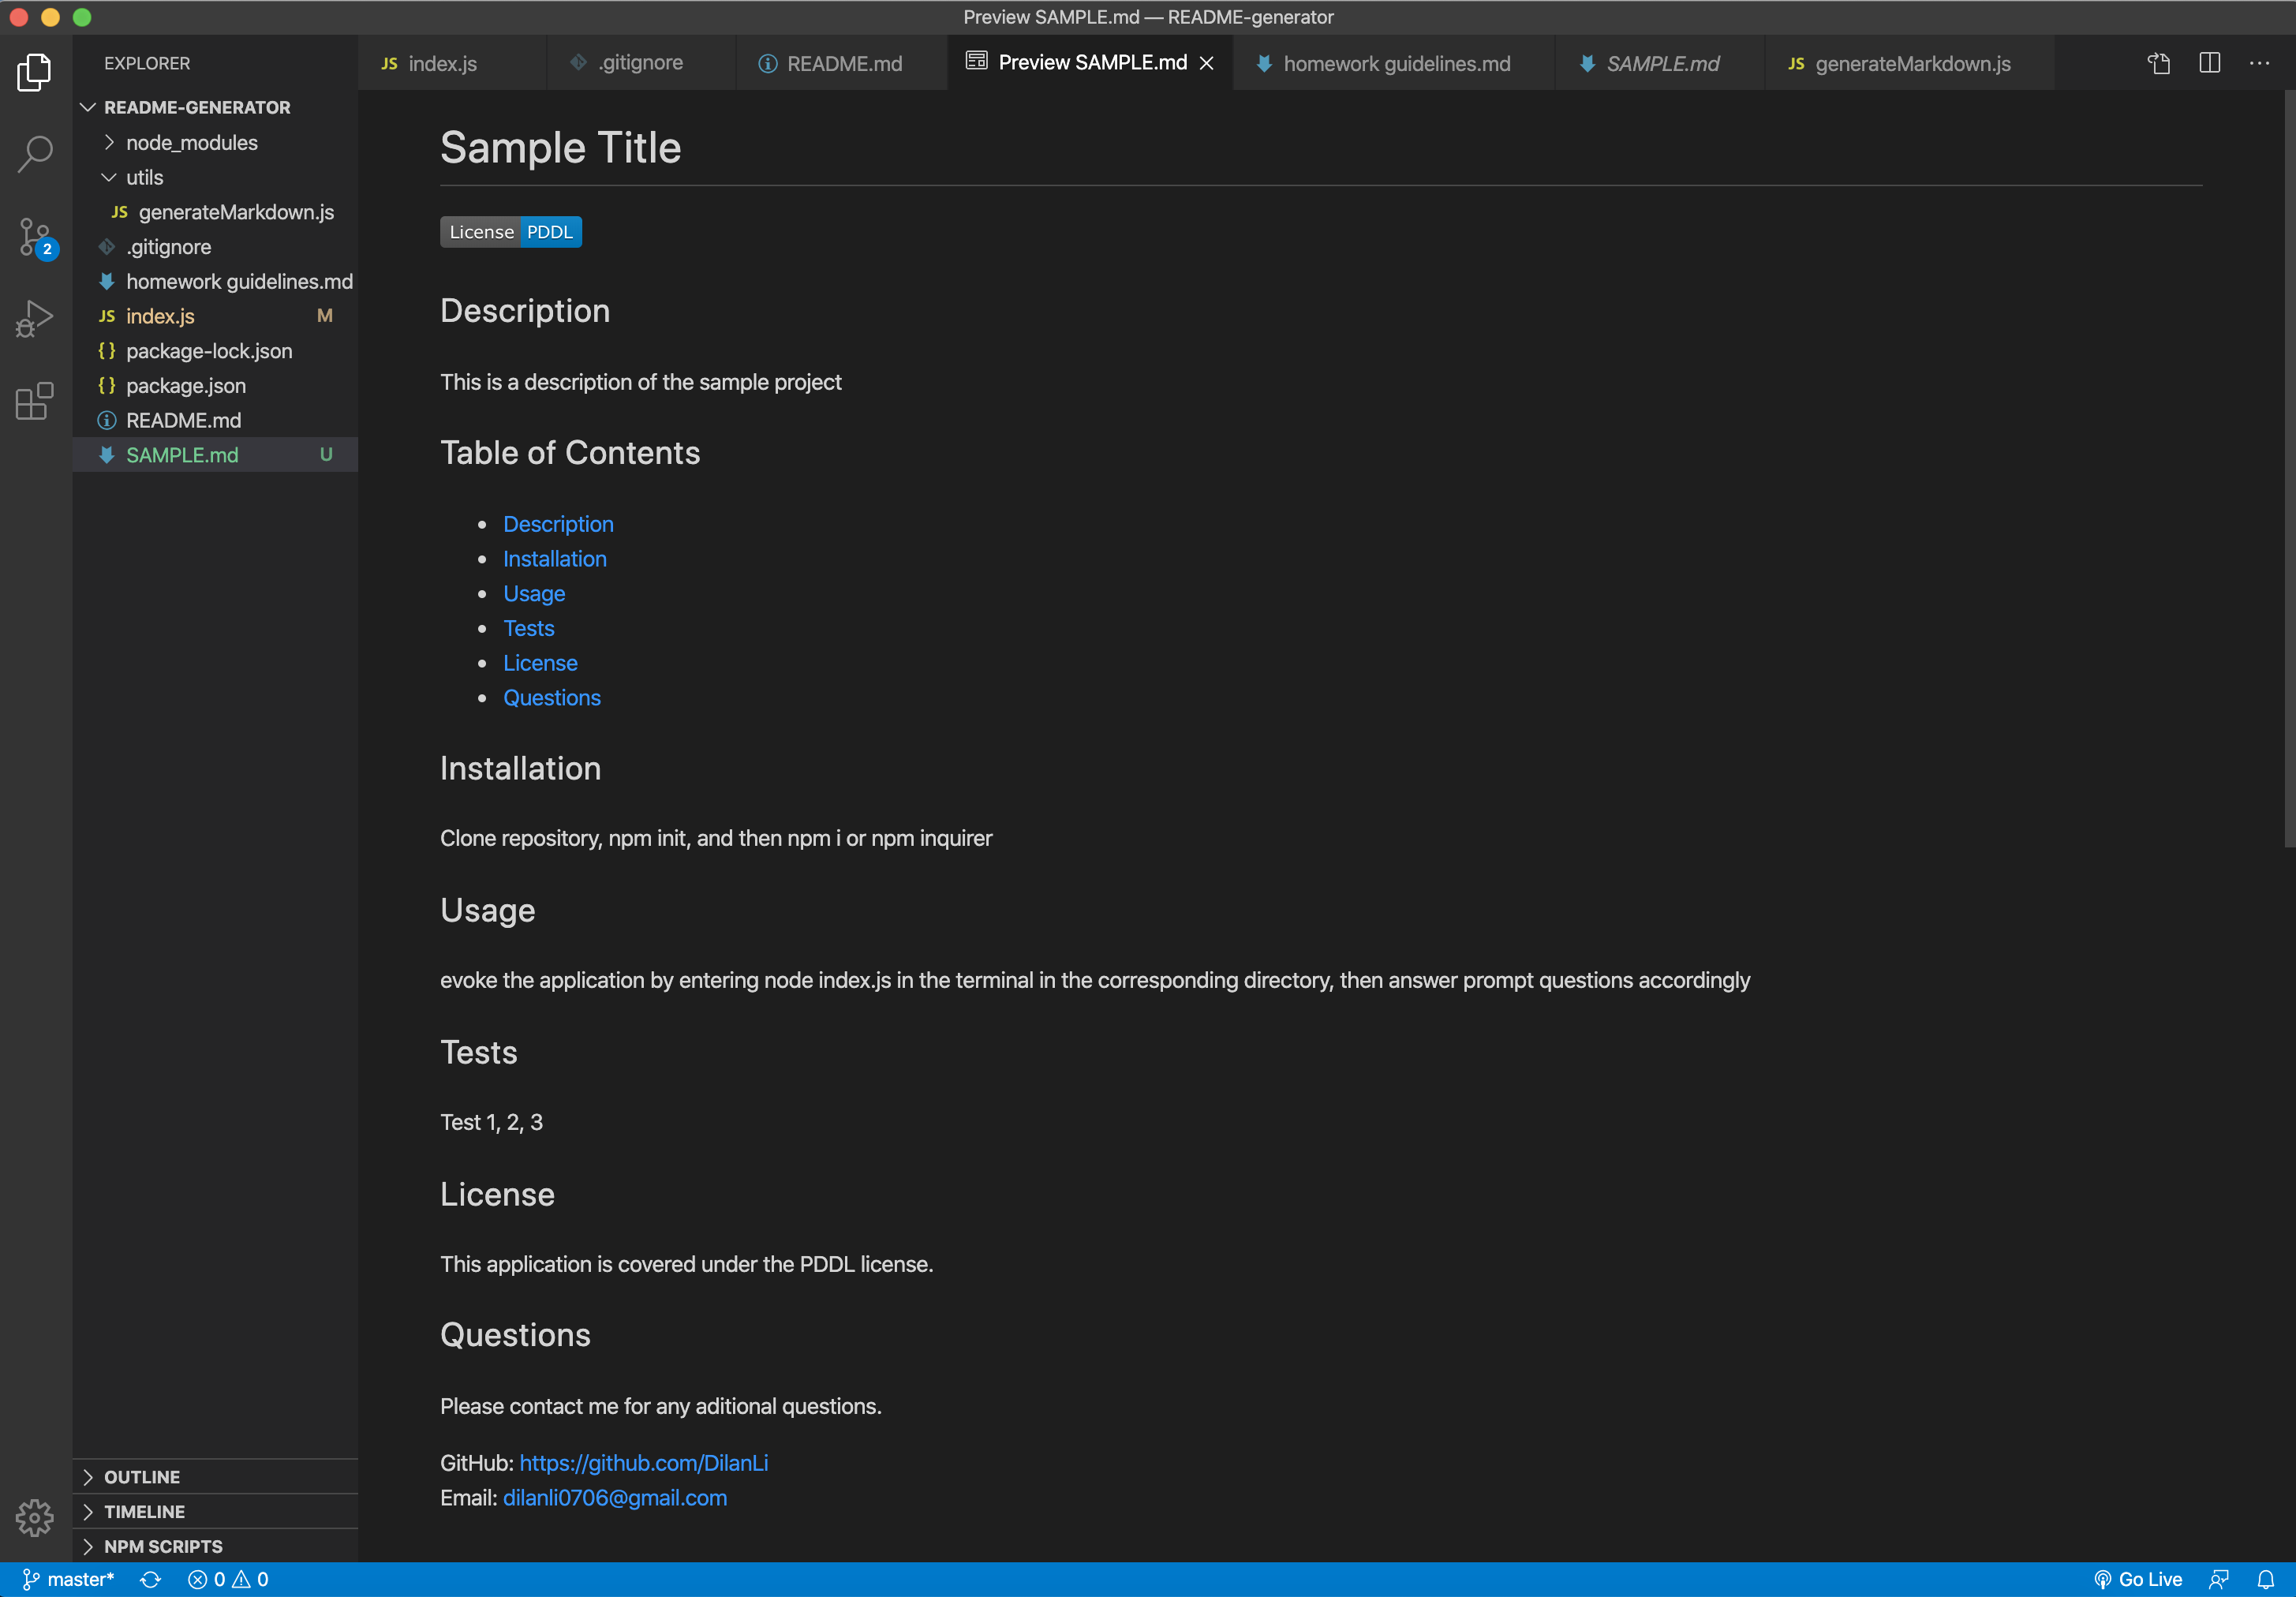 Preview SAMPLE.md — README-generator
EXPLORER
README-GENERATOR
node_modules
utils
JS generateMarkdown.js
.gitignore
homework guidelines.md
JS index.js M
{} package-lock.json
{} package.json
README.md
SAMPLE.md U
2
OUTLINE
TIMELINE
NPM SCRIPTS
JS index.js
.gitignore
README.md
Preview SAMPLE.md
homework guidelines.md
SAMPLE.md
JS generateMarkdown.js
Sample Title
License PDDL
Description
This is a description of the sample project
Table of Contents
Description
Installation
Usage
Tests
License
Questions
Installation
Clone repository, npm init, and then npm i or npm inquirer
Usage
evoke the application by entering node index.js in the terminal in the corresponding directory, then answer prompt questions accordingly
Tests
Test 1, 2, 3
License
This application is covered under the PDDL license.
Questions
Please contact me for any aditional questions.
GitHub: https://github.com/DilanLi
Email: dilanli0706@gmail.com
master* 0 0 Go Live